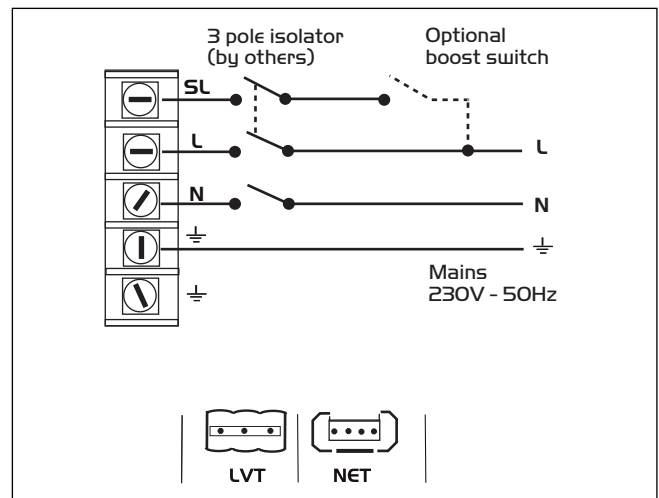 3 pole isolator
(by others)
Optional
boost switch
SL
L
L
N
N
Mains
230V - 50Hz
LVT
NET